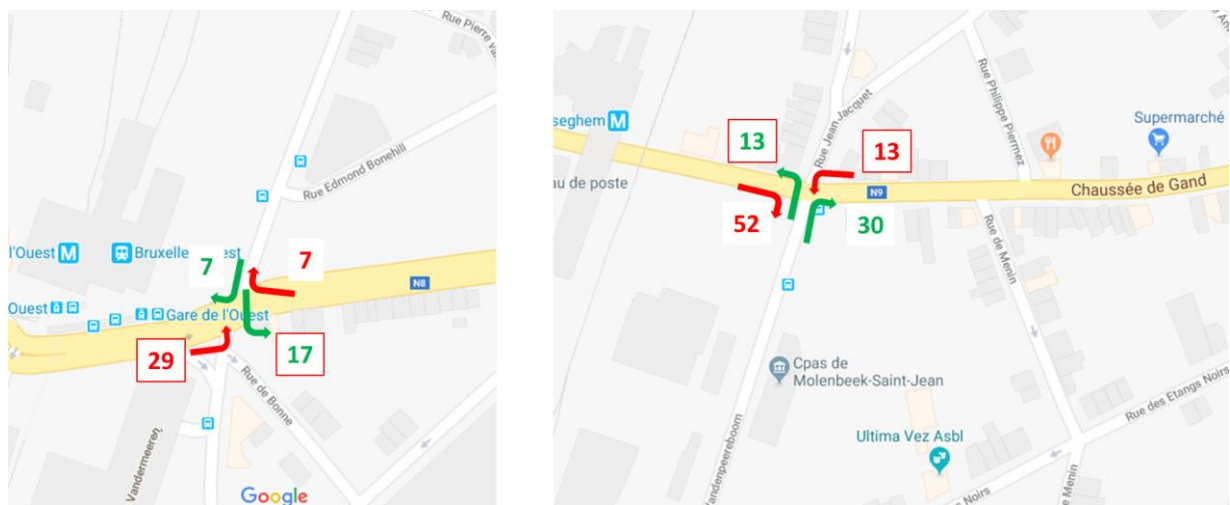 Rue Pierre Van
Rue Edmond Bonehill
l'Ouest M
Bruxelle
est
7
7
N8
Ouest
Gare de l'Ouest
29
17
Rue de Bonne
Vandermeeren
Google
seghem M
Rue Jean Jacquet
Rue Philippe Piermez
Supermarché
13
13
au de poste
N9
Chaussée de Gand
52
30
Rue de Menin
Cpas de
Molenbeek-Saint-Jean
Rue des Etangs Noirs
Ultima Vez Asbl
Vandenpeereboom
Noirs
Menin